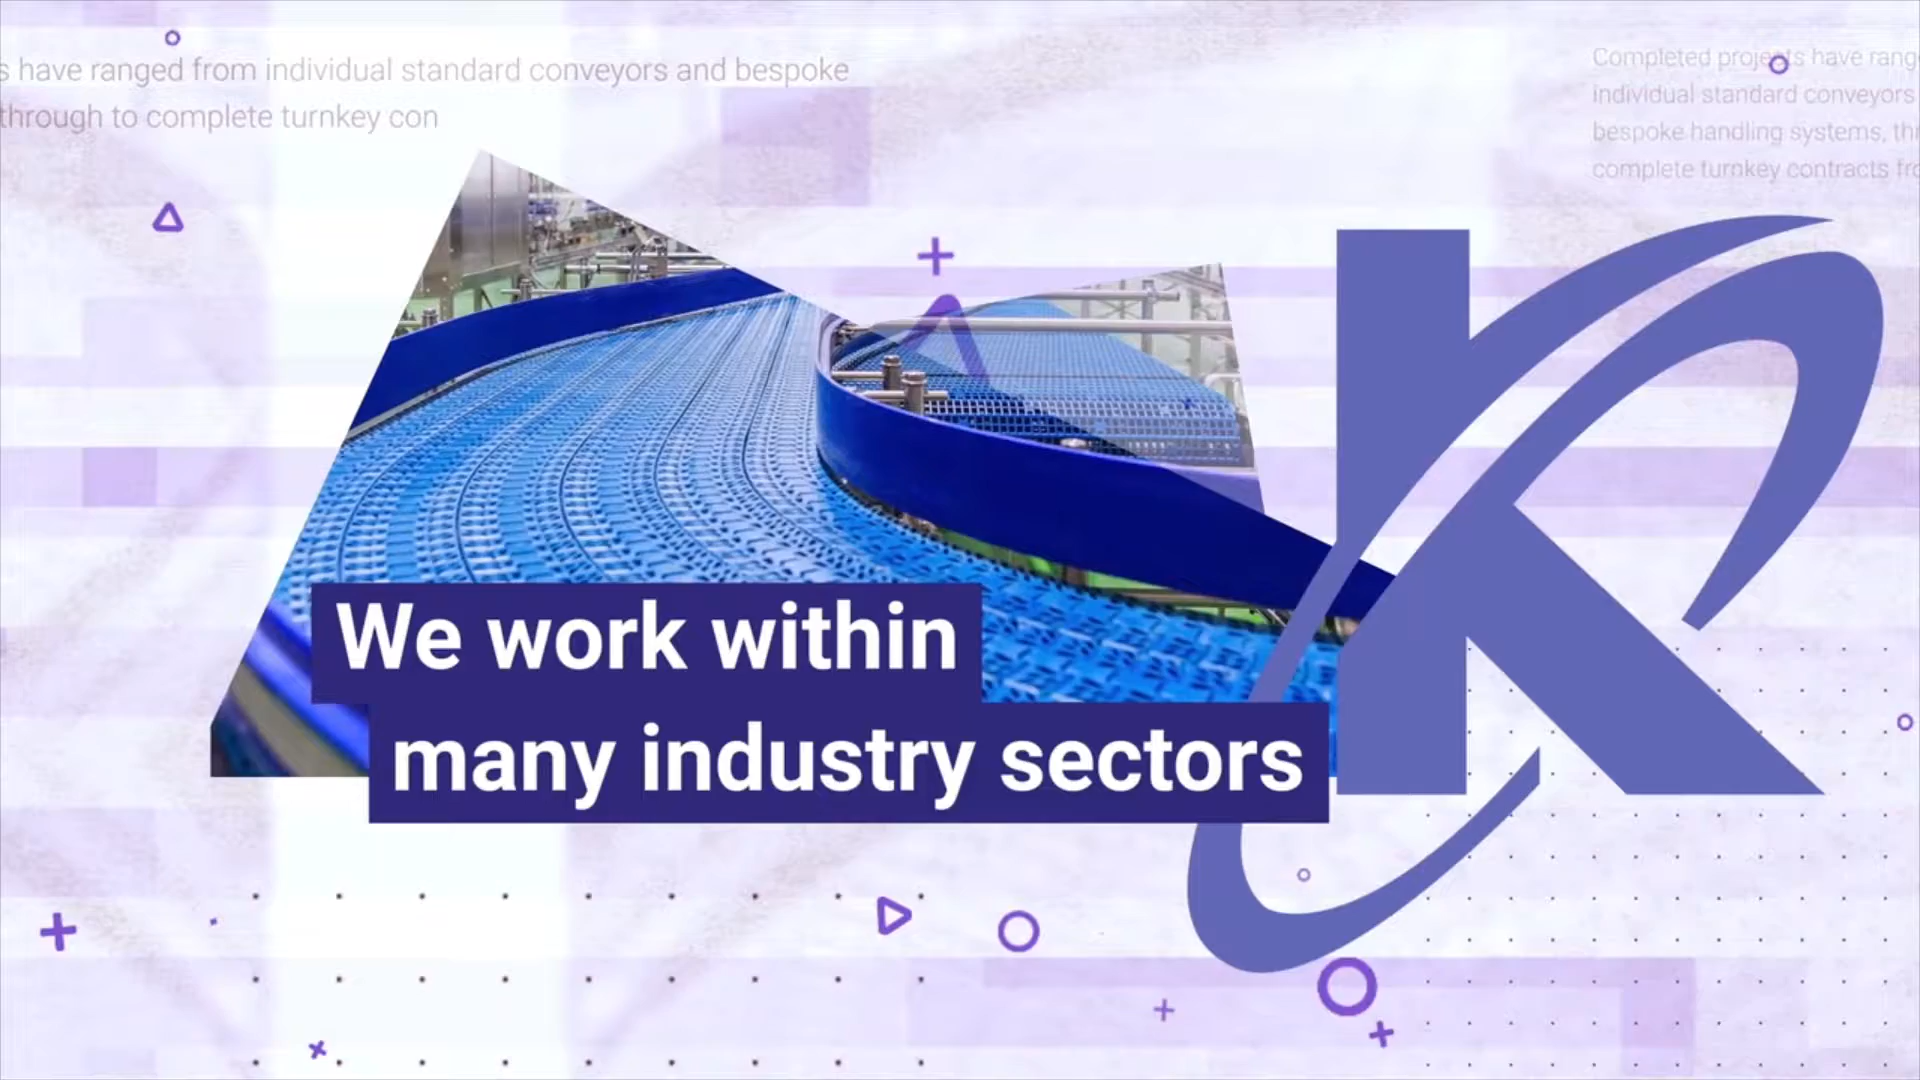 s have ranged from individual standard conveyors and bespoke
through to complete turnkey con
Completed projects have rang
individual standard conveyors
bespoke handling systems, th
complete turnkey contracts fro
We work within
many industry sectors
K